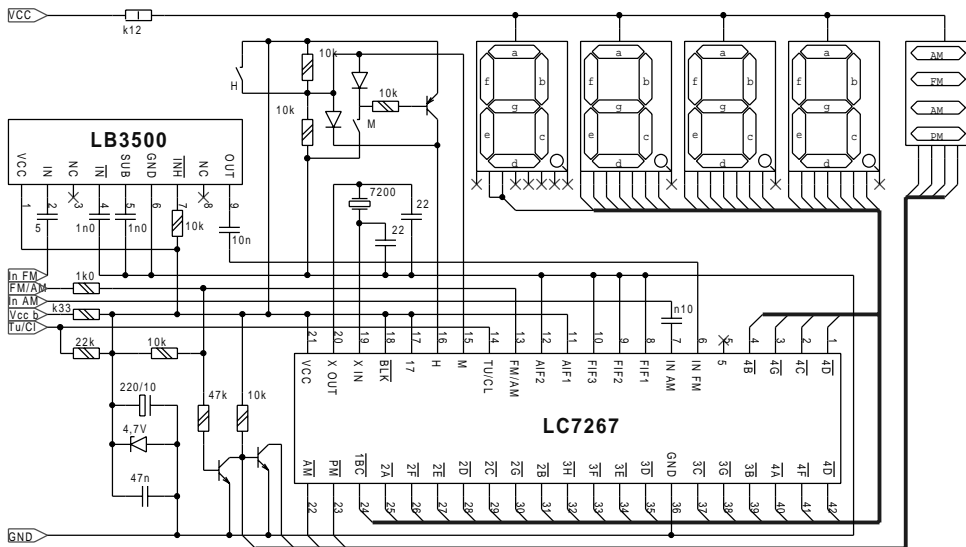 VCC
k12
a
f b
g
e c
d
a
f b
g
e c
d
a
f b
g
e c
d
a
f b
g
e c
d
AM
FM
AM
PM
H
10k
10k
10k
M
LB3500
VCC IN NC IN SUB GND INH NC OUT
1 2 3 4 5 6 7 8 9
5 1n0 1n0 10k 10n
7200
22
22
In FM
FM/AM
In AM
Vcc b
Tu/Cl
1k0
k33
22k
10k
n10
220/10
4,7V
47n
47k
10k
GND
21 20 19 18 17 16 15 14 13 12 11 10 9 8 7 6 5 4 3 2 1
VCC X OUT X IN BLK 17 H M TU/CL FM/AM AIF2 AIF1 FIF3 FIF2 FIF1 IN AM IN FM 5 4B 4G 4C 4D
LC7267
AM PM 1BC 2A 2F 2E 2D 2C 2G 2B 3H 3F 3E 3D GND 3C 3G 3B 4A 4F 4D
22 23 24 25 26 27 28 29 30 31 32 33 34 35 36 37 38 39 40 41 42